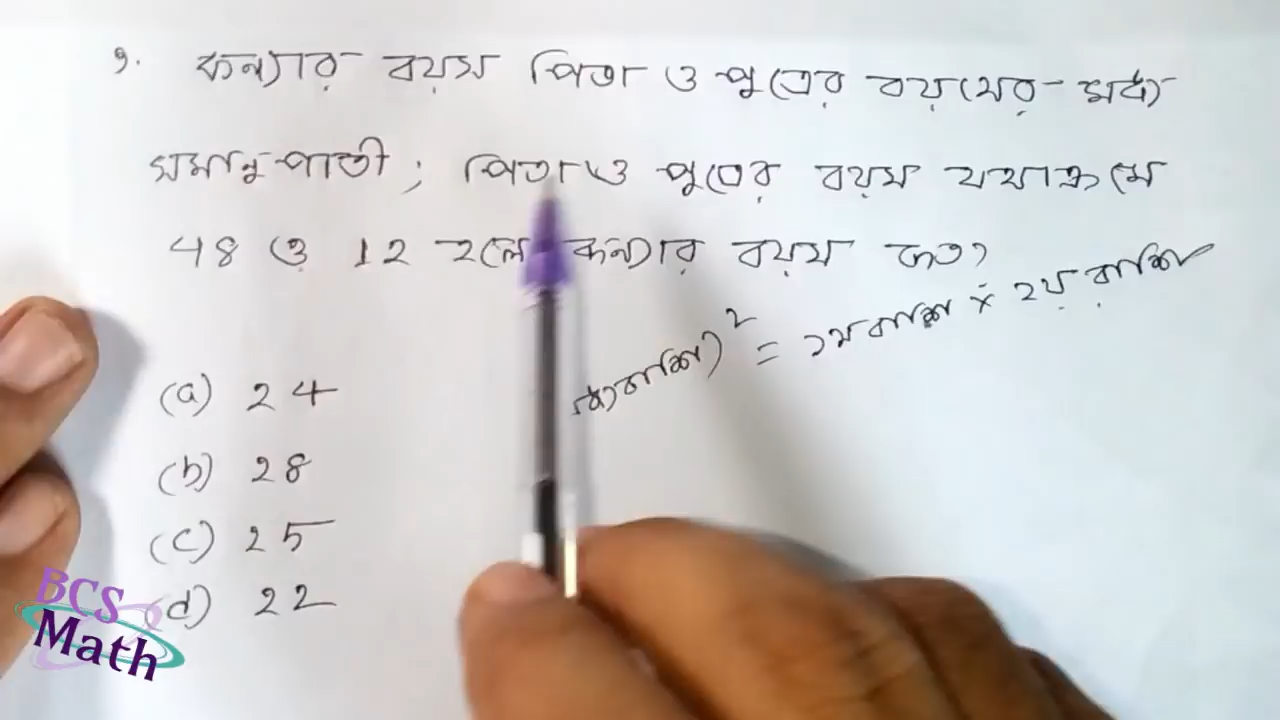 ৭. কন্যার বয়স পিতা ও পুত্রের বয়সের মধ্য
সমানুপাতী; পিতা ও পুত্রের বয়স যথাক্রমে
48 ও 12 হলে কন্যার বয়স কত?
মধ্যরাশি)² = ১ম রাশি × ২য় রাশি
(a) 24
(b) 28
(c) 25
(d) 22
BCS
Math